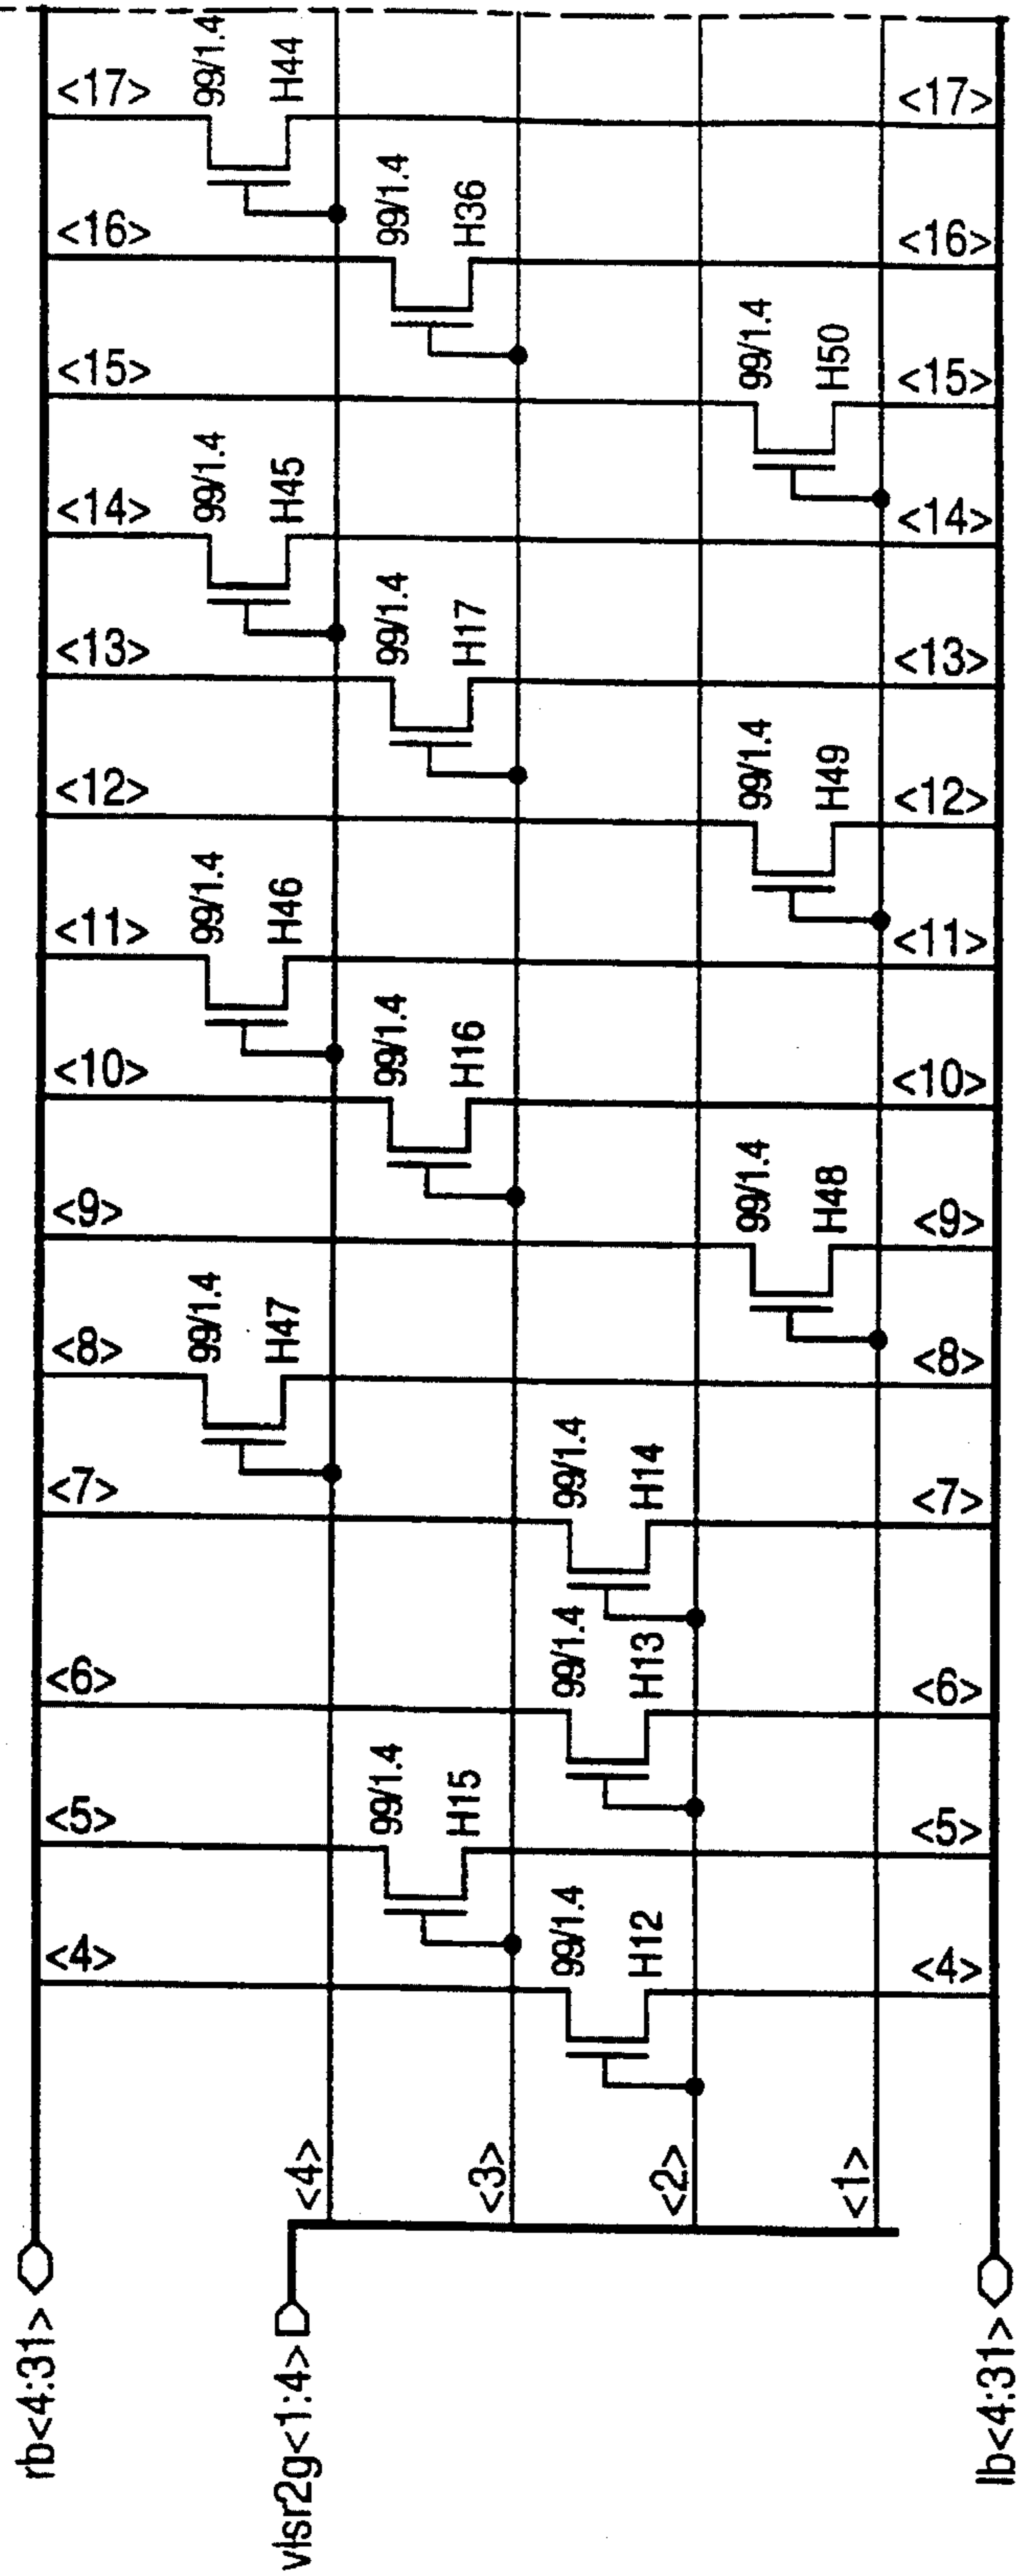 rb<4:31>
<4>
<5>
<6>
<7>
<8>
<9>
<10>
<11>
<12>
<13>
<14>
<15>
<16>
<17>
99/1.4
H47
99/1.4
H46
99/1.4
H45
99/1.4
H44
vlsr2g<1:4>
<4>
99/1.4
H15
99/1.4
H16
99/1.4
H17
99/1.4
H36
<3>
99/1.4
H12
99/1.4
H13
99/1.4
H14
<2>
99/1.4
H48
99/1.4
H49
99/1.4
H50
<1>
<4>
<5>
<6>
<7>
<8>
<9>
<10>
<11>
<12>
<13>
<14>
<15>
<16>
<17>
lb<4:31>